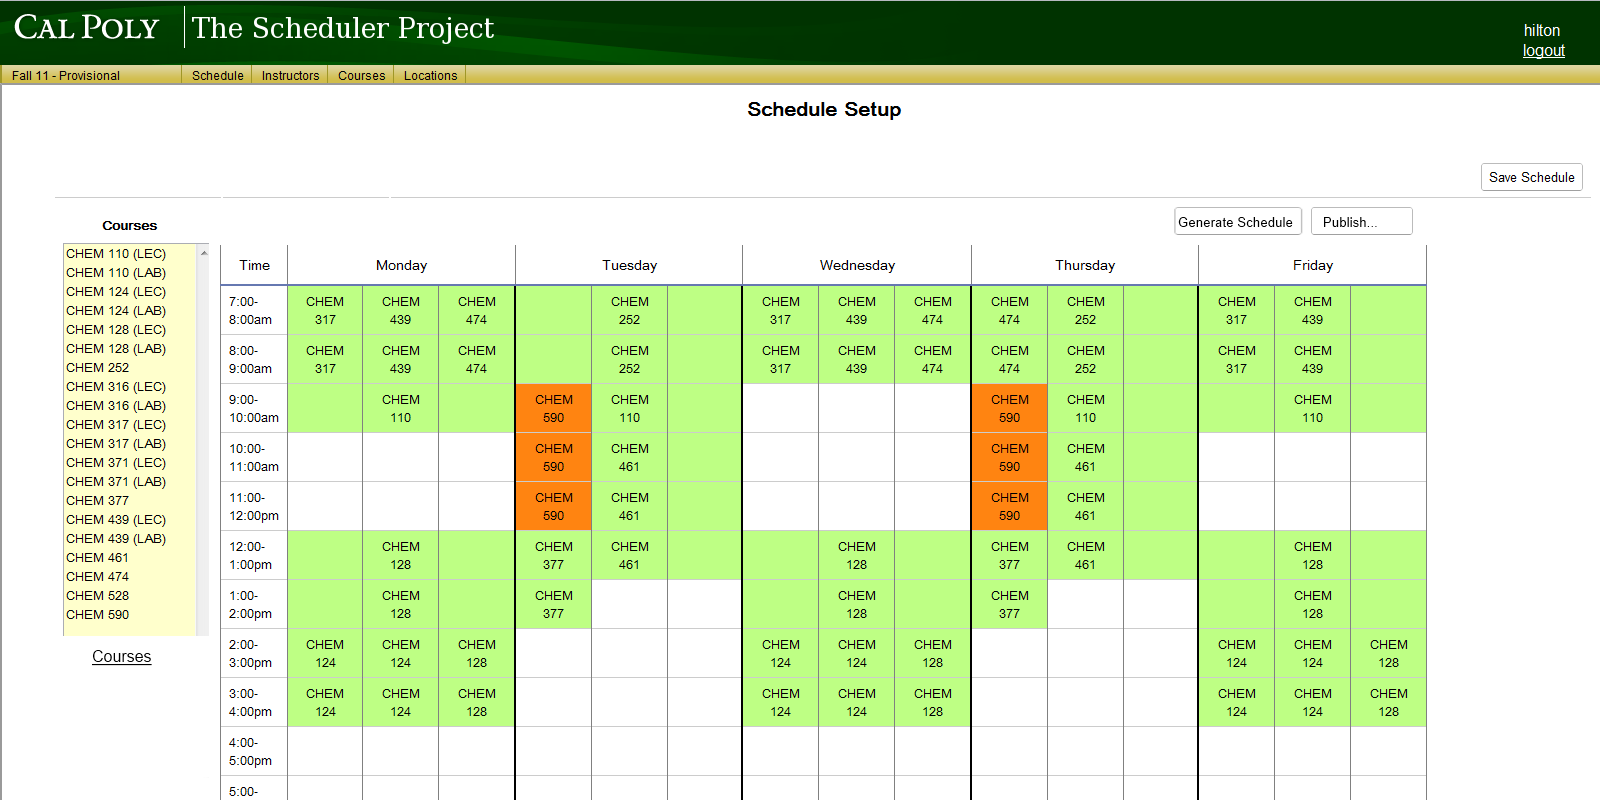 CAL POLY The Scheduler Project
hilton
logout
Fall 11 - Provisional Schedule Instructors Courses Locations
Schedule Setup
Save Schedule
Generate Schedule Publish...
Courses
CHEM 110 (LEC)
CHEM 110 (LAB)
CHEM 124 (LEC)
CHEM 124 (LAB)
CHEM 128 (LEC)
CHEM 128 (LAB)
CHEM 252
CHEM 316 (LEC)
CHEM 316 (LAB)
CHEM 317 (LEC)
CHEM 317 (LAB)
CHEM 371 (LEC)
CHEM 371 (LAB)
CHEM 377
CHEM 439 (LEC)
CHEM 439 (LAB)
CHEM 461
CHEM 474
CHEM 528
CHEM 590
Courses
Time Monday Tuesday Wednesday Thursday Friday
7:00- CHEM CHEM CHEM CHEM CHEM CHEM CHEM CHEM CHEM CHEM CHEM
8:00am 317 439 474 252 317 439 474 474 252 317 439
8:00- CHEM CHEM CHEM CHEM CHEM CHEM CHEM CHEM CHEM CHEM CHEM
9:00am 317 439 474 252 317 439 474 474 252 317 439
9:00- CHEM CHEM CHEM CHEM CHEM CHEM
10:00am 110 590 110 590 110 110
10:00- CHEM CHEM CHEM CHEM
11:00am 590 461 590 461
11:00- CHEM CHEM CHEM CHEM
12:00pm 590 461 590 461
12:00- CHEM CHEM CHEM CHEM CHEM CHEM CHEM
1:00pm 128 377 461 128 377 461 128
1:00- CHEM CHEM CHEM CHEM CHEM
2:00pm 128 377 128 377 128
2:00- CHEM CHEM CHEM CHEM CHEM CHEM CHEM CHEM CHEM
3:00pm 124 124 128 124 124 128 124 124 128
3:00- CHEM CHEM CHEM CHEM CHEM CHEM CHEM CHEM CHEM
4:00pm 124 124 128 124 124 128 124 124 128
4:00-
5:00pm
5:00-